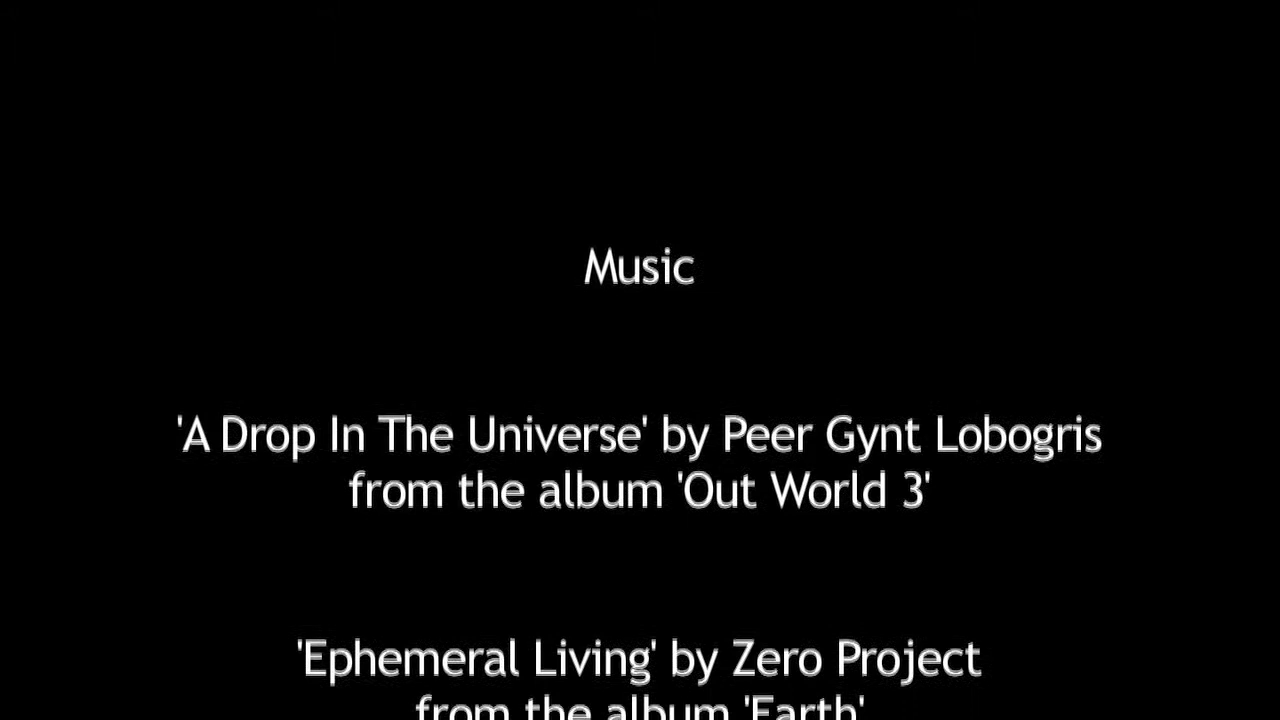 Music
'A Drop In The Universe' by Peer Gynt Lobogris
from the album 'Out World 3'
'Ephemeral Living' by Zero Project
from the album 'Earth'